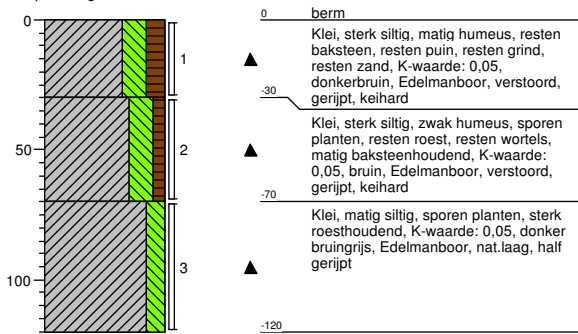 0
50
100
1
2
3
0 berm
Klei, sterk siltig, matig humeus, resten
baksteen, resten puin, resten grind,
resten zand, K-waarde: 0,05,
donkerbruin, Edelmanboor, verstoord,
gerijpt, keihard
-30
Klei, sterk siltig, zwak humeus, sporen
planten, resten roest, resten wortels,
matig baksteenhoudend, K-waarde:
0,05, bruin, Edelmanboor, verstoord,
gerijpt, keihard
-70
Klei, matig siltig, sporen planten, sterk
roesthoudend, K-waarde: 0,05, donker
bruingrijs, Edelmanboor, nat.laag, half
gerijpt
-120